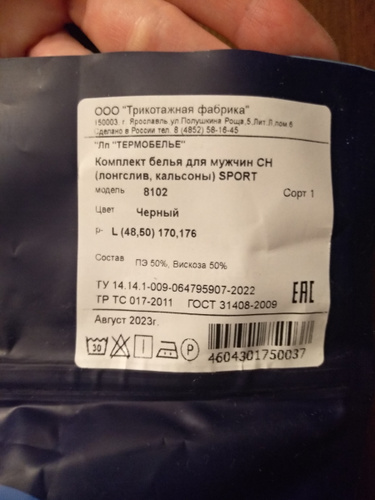 ООО "Трикотажная фабрика"
150003. г. Ярославль ул.Полушкина Роща,5,Лит.Л,пом.6
Сделано в России тел. 8 (4852) 58-16-45
"Лп "ТЕРМОБЕЛЬЕ"
Комплект белья для мужчин СН
(лонгслив, кальсоны) SPORT
модель 8102 Сорт 1
Цвет Черный
Р- L (48,50) 170,176
Состав ПЭ 50%, Вискоза 50%
ТУ 14.14.1-009-064795907-2022
ГР ТС 017-2011 ГОСТ 31408-2009 ЕАС
Август 2023г.
30 P 4604301750037